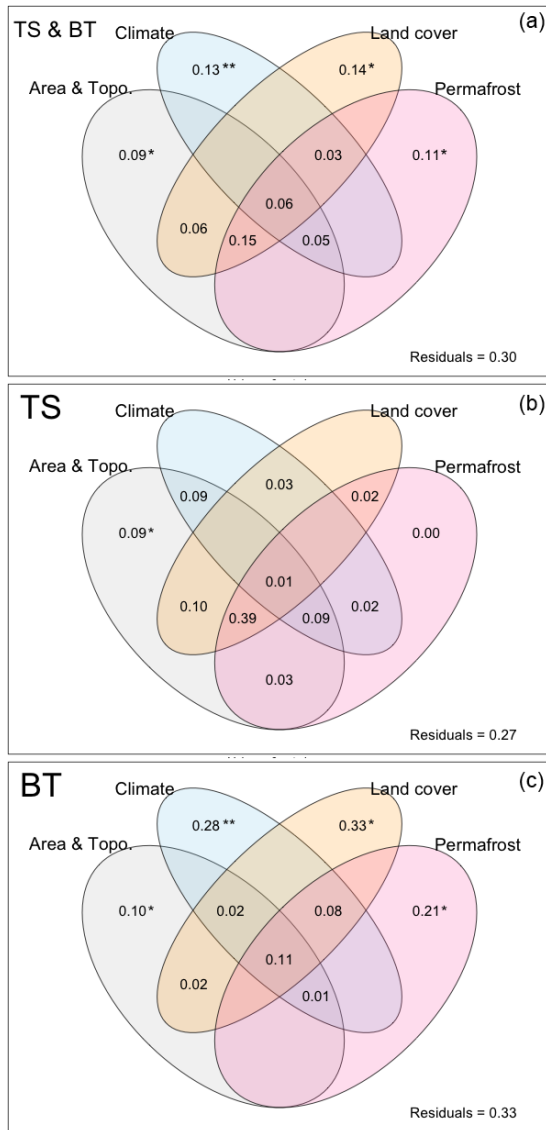 TS & BT
Climate
Land cover
(a)
Area & Topo.
Permafrost
0.13 **
0.14 *
0.09 *
0.03
0.11 *
0.06
0.06
0.15
0.05
Residuals = 0.30
TS
Climate
Land cover
(b)
Area & Topo.
Permafrost
0.09
0.03
0.02
0.09 *
0.00
0.01
0.10
0.39
0.09
0.02
0.03
Residuals = 0.27
BT
Climate
Land cover
(c)
Area & Topo.
Permafrost
0.28 **
0.33 *
0.10 *
0.02
0.08
0.21 *
0.11
0.02
0.01
Residuals = 0.33